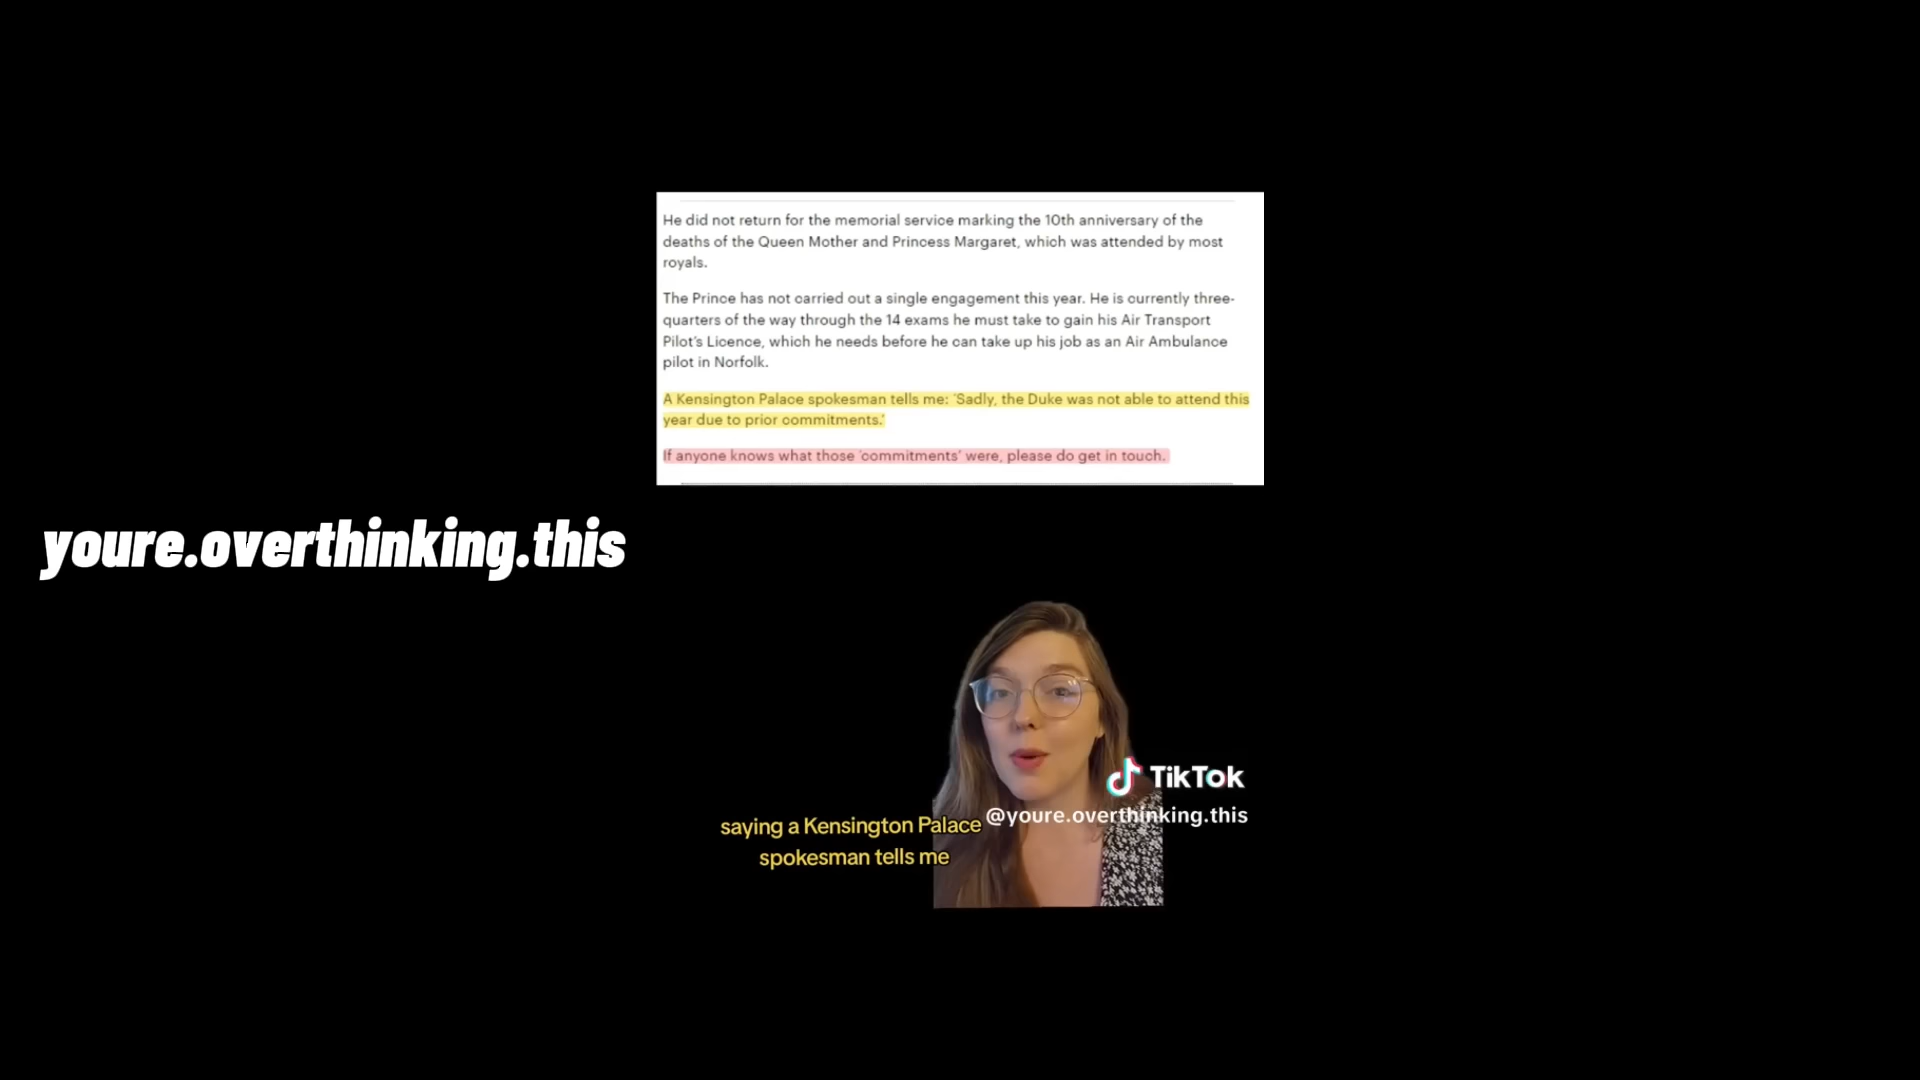 He did not return for the memorial service marking the 10th anniversary of the
deaths of the Queen Mother and Princess Margaret, which was attended by most
royals.
The Prince has not carried out a single engagement this year. He is currently three-
quarters of the way through the 14 exams he must take to gain his Air Transport
Pilot's Licence, which he needs before he can take up his job as an Air Ambulance
pilot in Norfolk.
A Kensington Palace spokesman tells me: 'Sadly, the Duke was not able to attend this
year due to prior commitments.'
If anyone knows what those 'commitments' were, please do get in touch.
youre.overthinking.this
TikTok
@youre.overthinking.this
saying a Kensington Palace
spokesman tells me